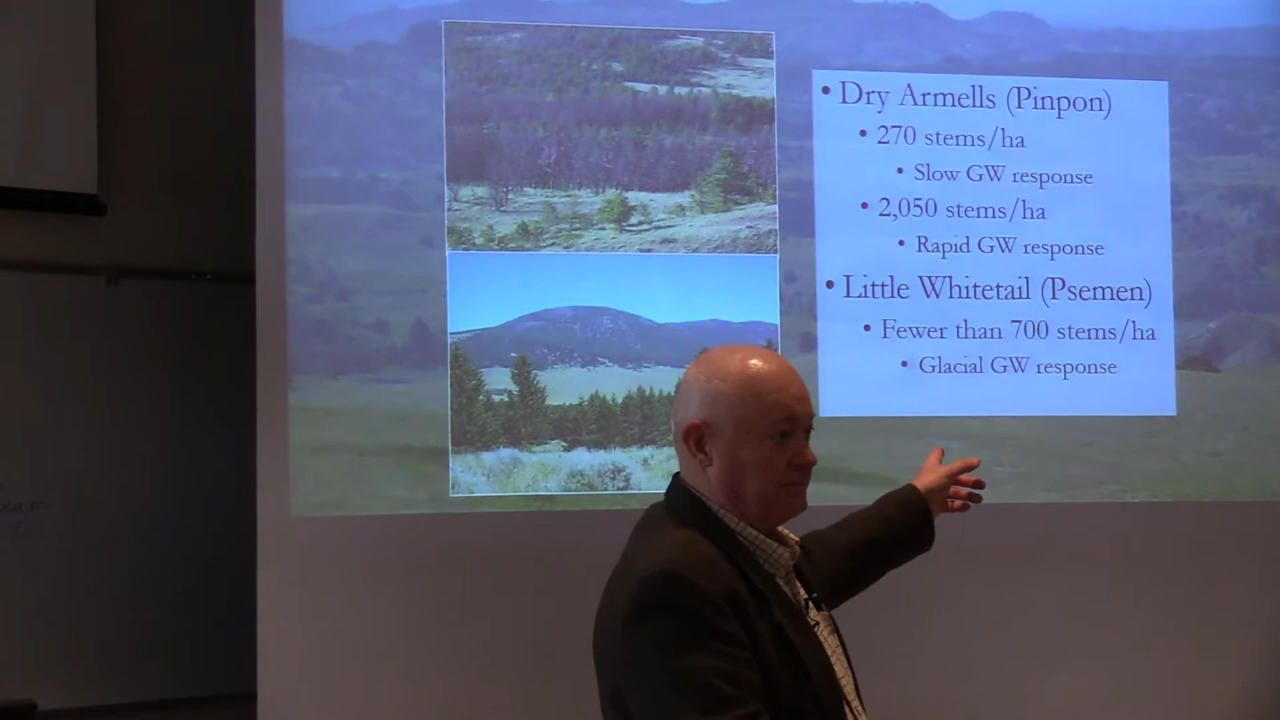 • Dry Armells (Pinpon)
• 270 stems/ha
• Slow GW response
• 2,050 stems/ha
• Rapid GW response
• Little Whitetail (Psemen)
• Fewer than 700 stems/ha
• Glacial GW response